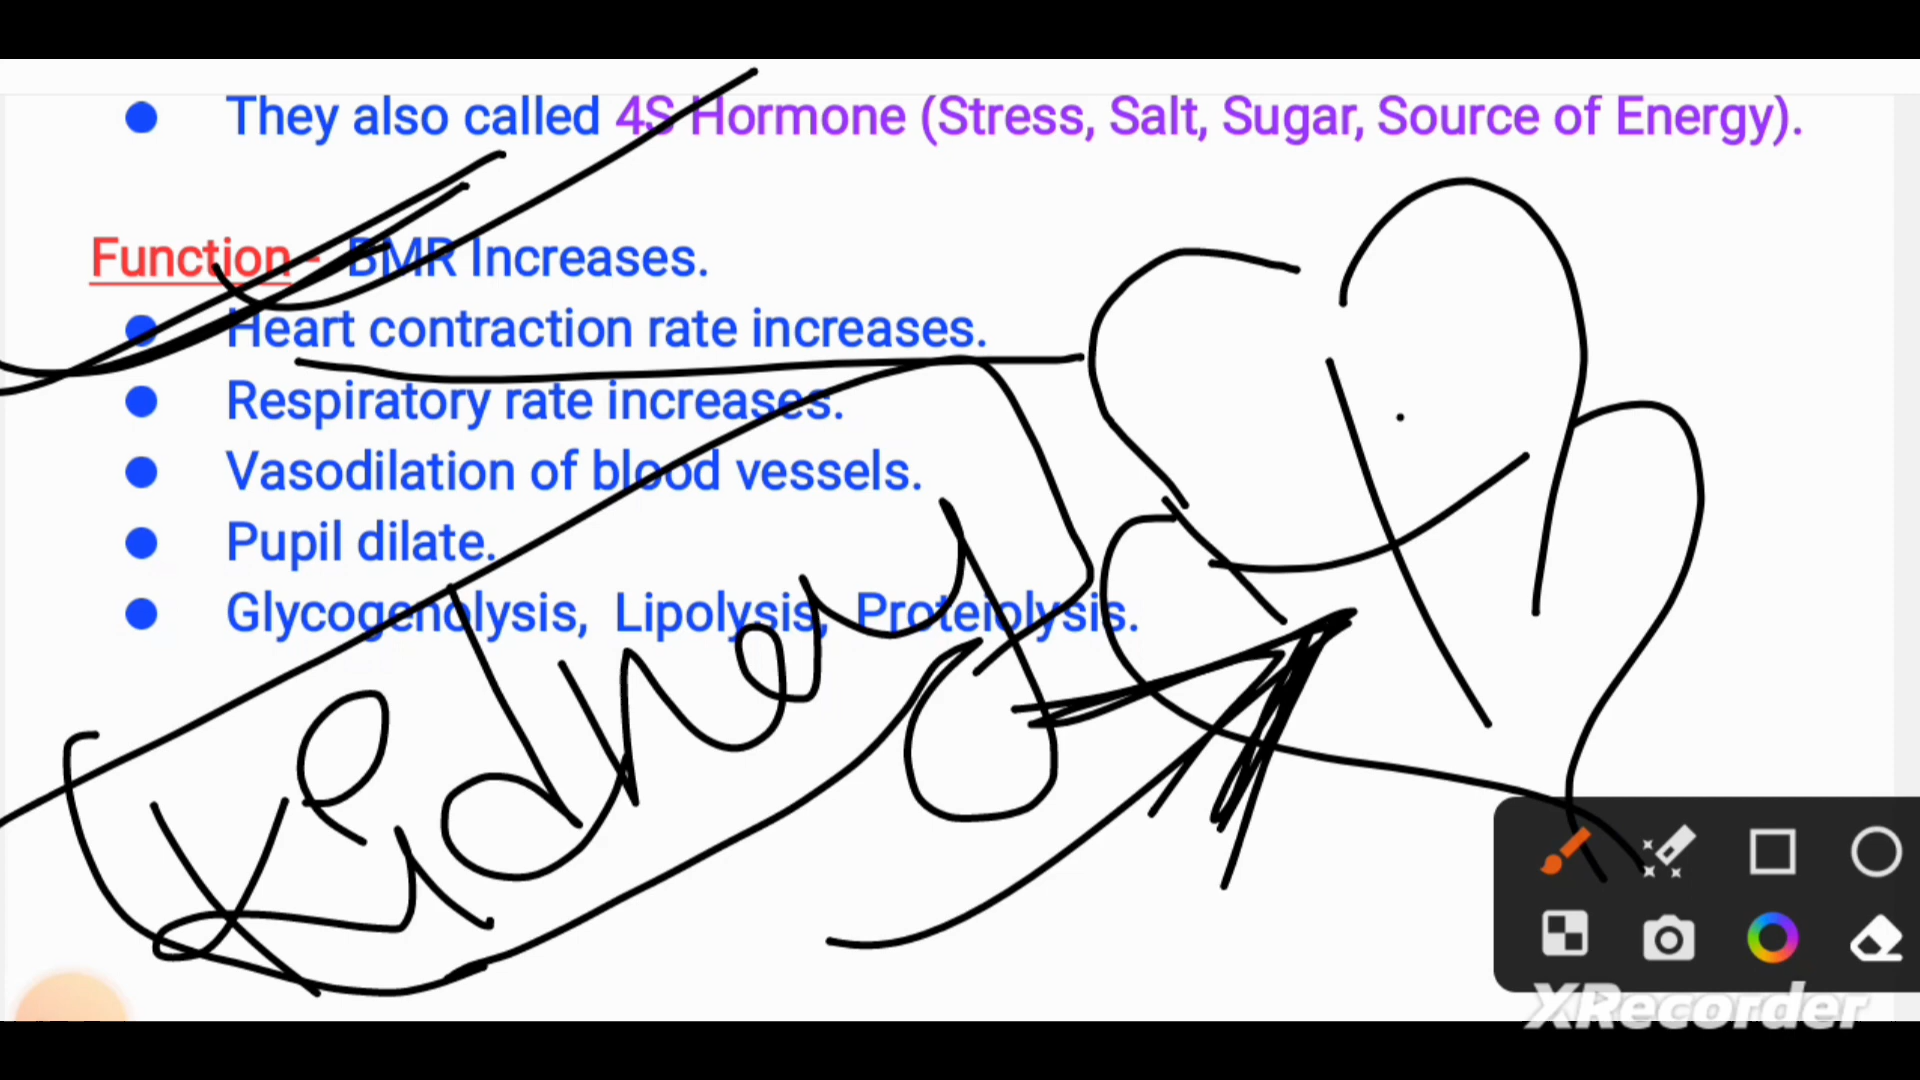 They also called 4S Hormone (Stress, Salt, Sugar, Source of Energy).
Function - BMR Increases.
Heart contraction rate increases.
Respiratory rate increases.
Vasodilation of blood vessels.
Pupil dilate.
Glycogenolysis, Lipolysis, Proteiolysis.
Kidney
XRecorder